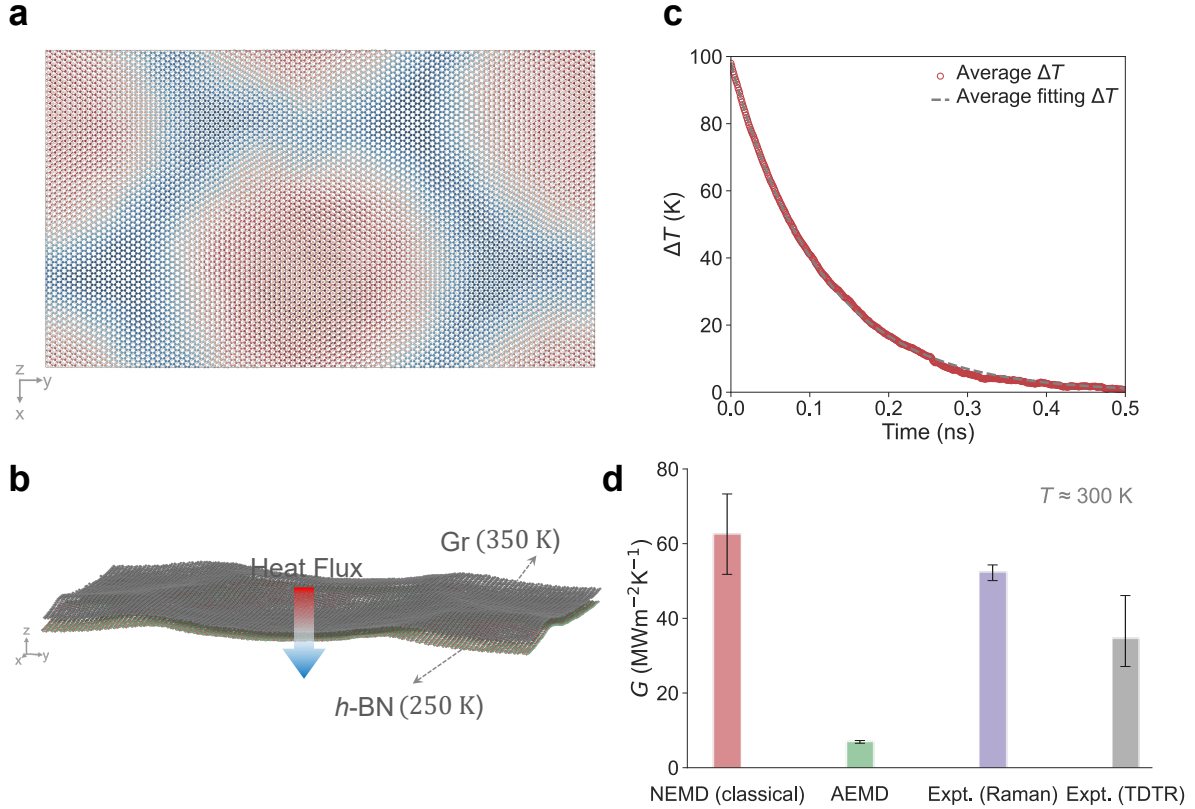 a
z
y
x
b
Gr (350 K)
Heat Flux
z
x
y
h-BN (250 K)
c
100
80
60
40
20
0
ΔT (K)
Average ΔT
Average fitting ΔT
0.0 0.1 0.2 0.3 0.4 0.5
Time (ns)
d
80
60
40
20
0
G (MWm⁻²K⁻¹)
T ≈ 300 K
NEMD (classical) AEMD Expt. (Raman) Expt. (TDTR)